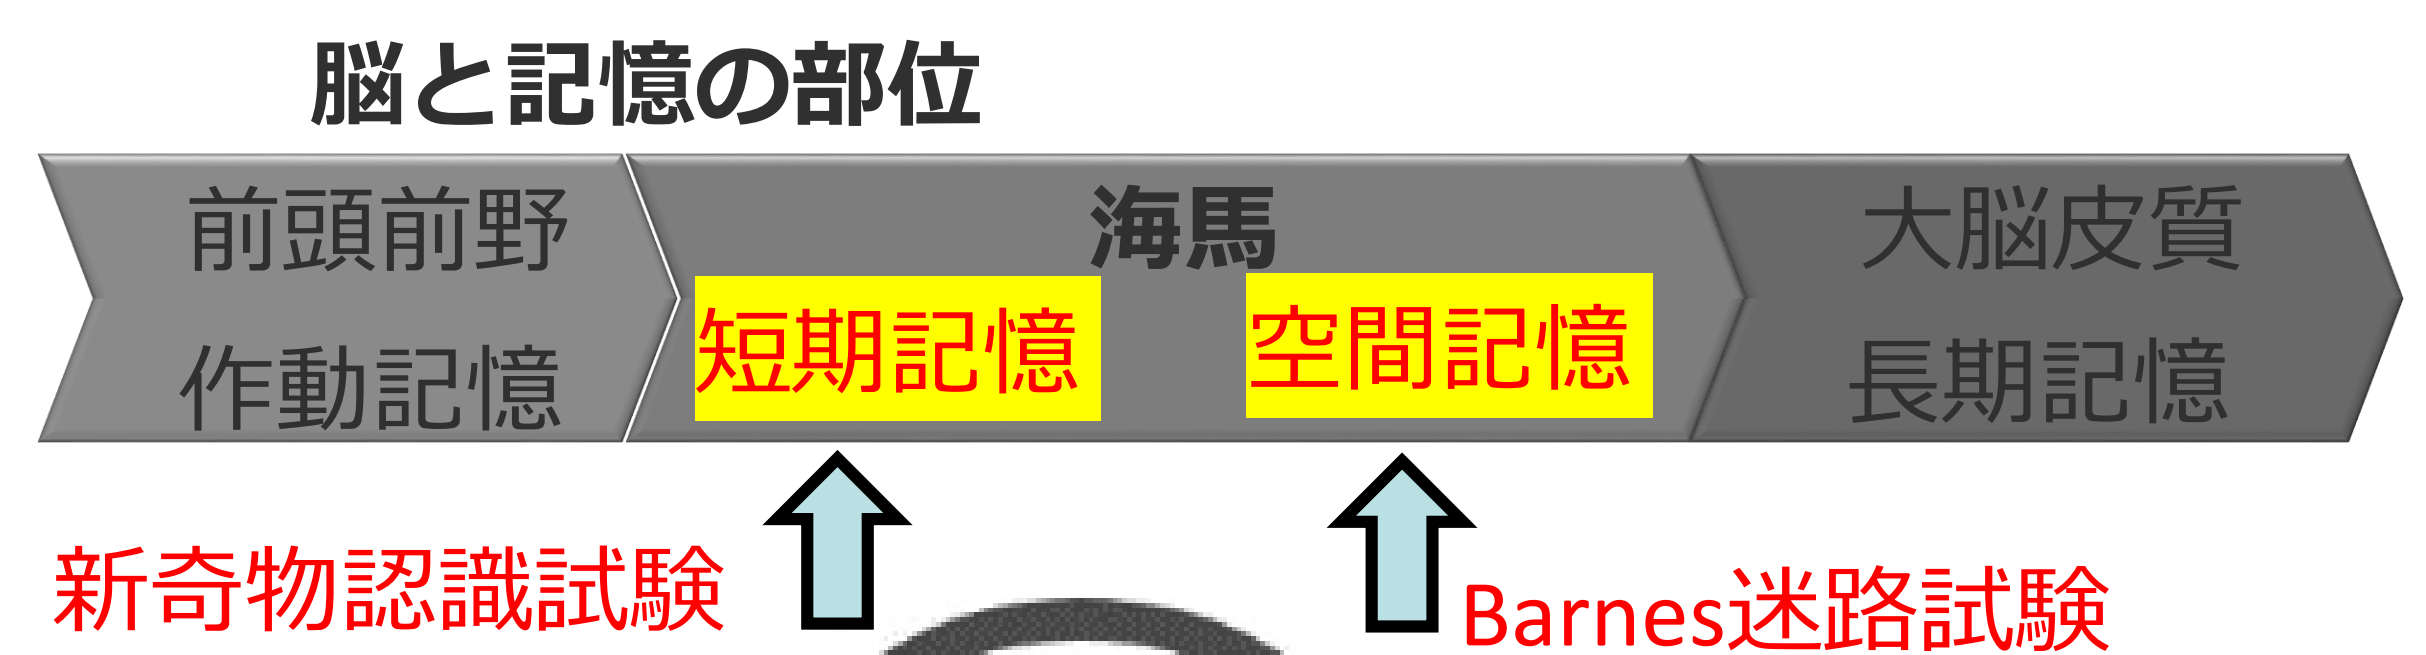 脳と記憶の部位
前頭前野
作動記憶
海馬
短期記憶
空間記憶
大脳皮質
長期記憶
新奇物認識試験
Barnes迷路試験